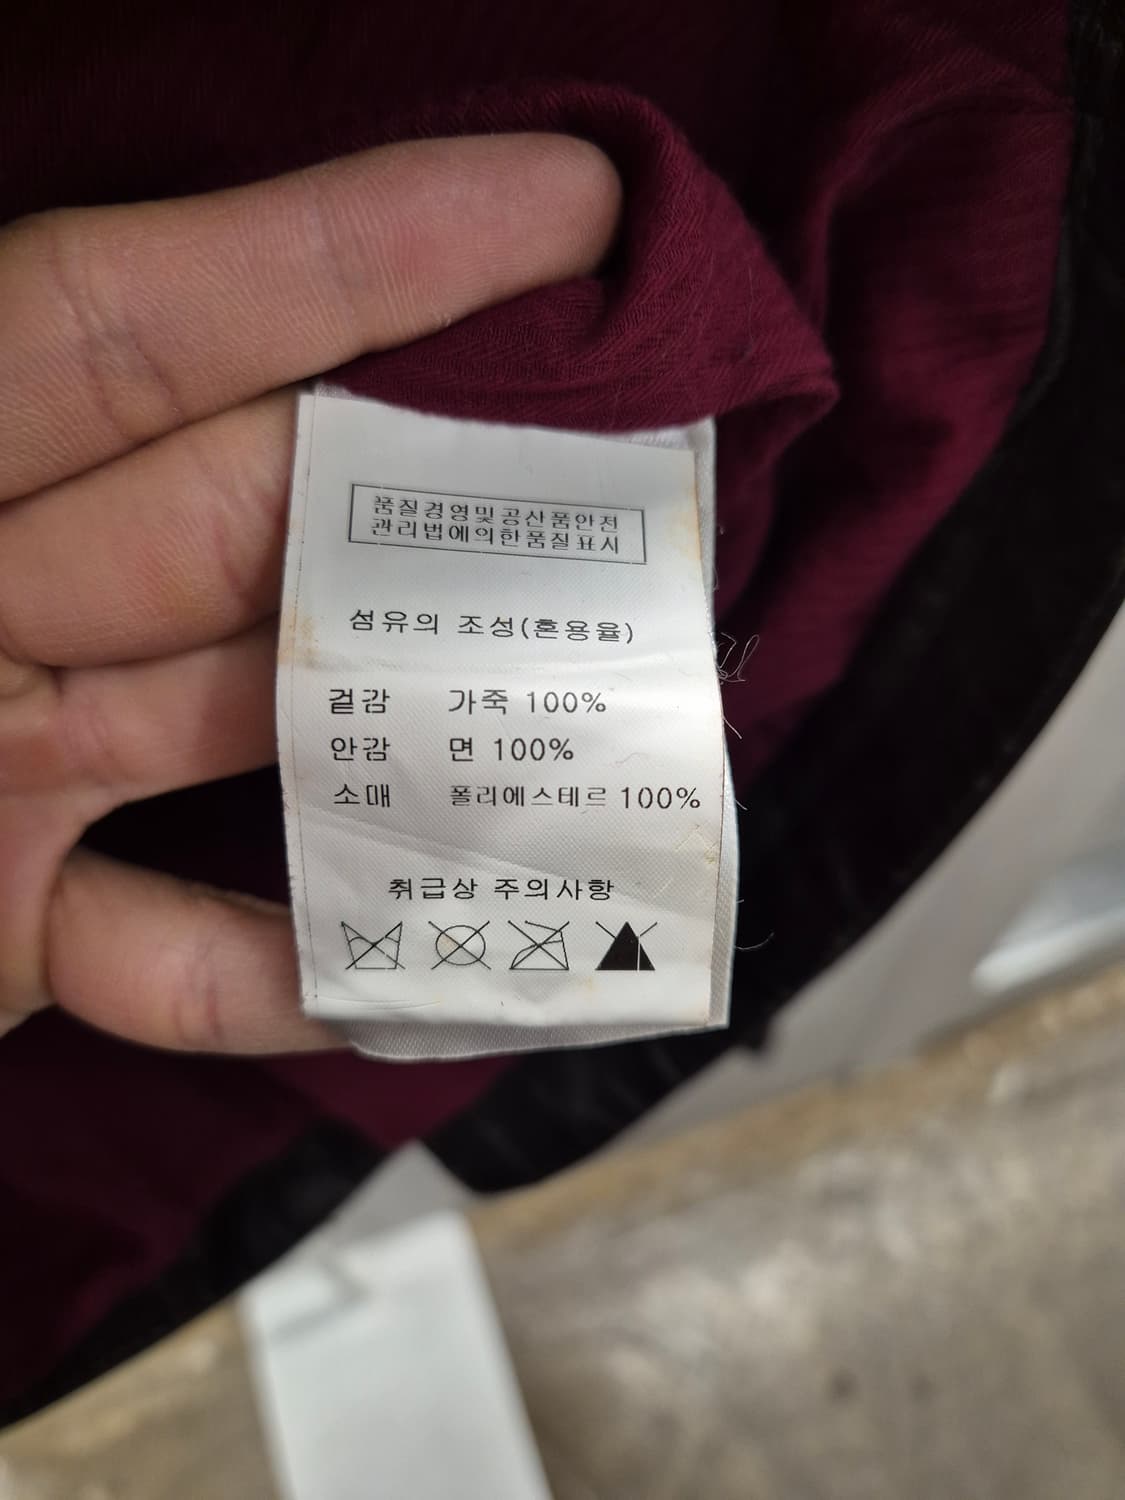 품질경영및공산품안전
관리법에의한품질표시
섬유의 조성(혼용율)
겉감 가죽 100%
안감 면 100%
소매 폴리에스테르 100%
취급상 주의사항